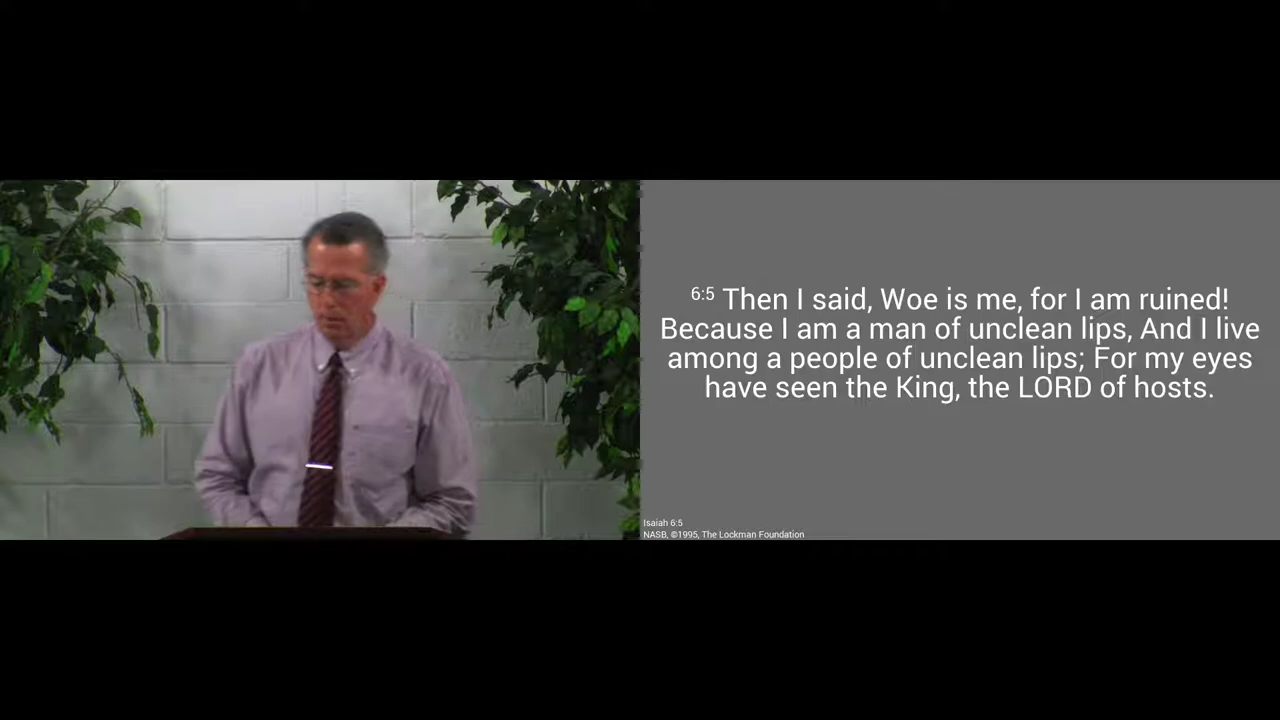 6:5 Then I said, Woe is me, for I am ruined!
Because I am a man of unclean lips, And I live
among a people of unclean lips; For my eyes
have seen the King, the LORD of hosts.
Isaiah 6:5
NASB, ©1995, The Lockman Foundation